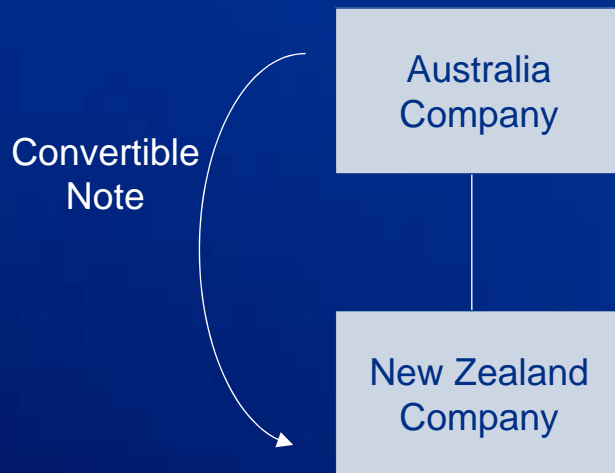 Australia
Company
Convertible
Note
New Zealand
Company